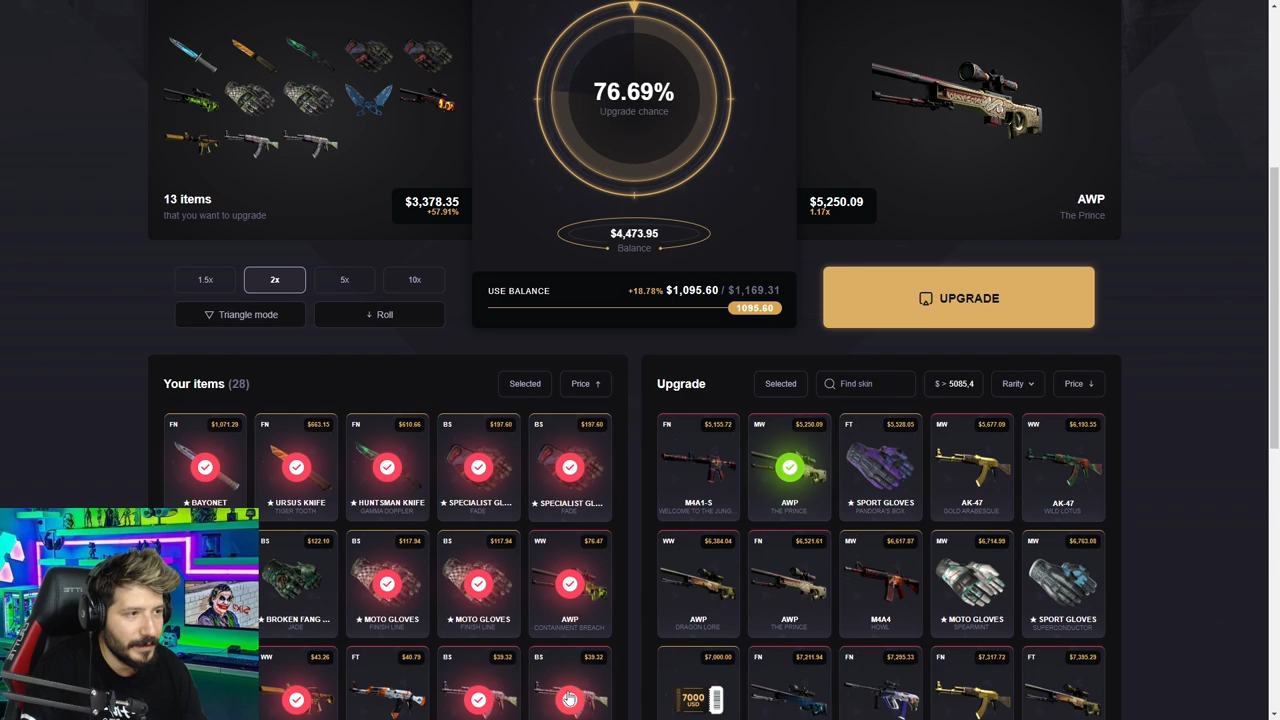 76.69%
Upgrade chance
13 items
that you want to upgrade
$3,378.35
+57.91%
$5,250.09
1.17x
AWP
The Prince
$4,473.95
Balance
1.5x
2x
5x
10x
Triangle mode
Roll
USE BALANCE
+18.78% $1,095.60 / $1,169.31
1095.60
UPGRADE
Your items (28)
Selected
Price
Upgrade
Selected
Find skin
$ > 5085,4
Rarity
Price
FN $1,071.29
★ BAYONET
FN $663.15
★ URSUS KNIFE
TIGER TOOTH
FN $610.66
★ HUNTSMAN KNIFE
GAMMA DOPPLER
BS $197.60
★ SPECIALIST GL...
FADE
BS $197.60
★ SPECIALIST GL...
FADE
FN $5,155.72
M4A1-S
WELCOME TO THE JUNG...
MW $5,250.09
AWP
THE PRINCE
FT $5,528.05
★ SPORT GLOVES
PANDORA'S BOX
MW $5,677.09
AK-47
GOLD ARABESQUE
WW $6,193.55
AK-47
WILD LOTUS
BS $122.10
★ BROKEN FANG ...
JADE
BS $117.94
★ MOTO GLOVES
FINISH LINE
BS $117.94
★ MOTO GLOVES
FINISH LINE
WW $76.47
AWP
CONTAINMENT BREACH
WW $6,384.04
AWP
DRAGON LORE
FN $6,521.61
AWP
THE PRINCE
MW $6,617.87
M4A4
HOWL
MW $6,714.99
★ MOTO GLOVES
SPEARMINT
MW $6,763.08
★ SPORT GLOVES
SUPERCONDUCTOR
WW $43.26
FT $40.79
BS $39.32
BS $39.32
$7,000.00
7000
USD
FN $7,211.94
FN $7,295.33
FN $7,317.72
FT $7,395.29